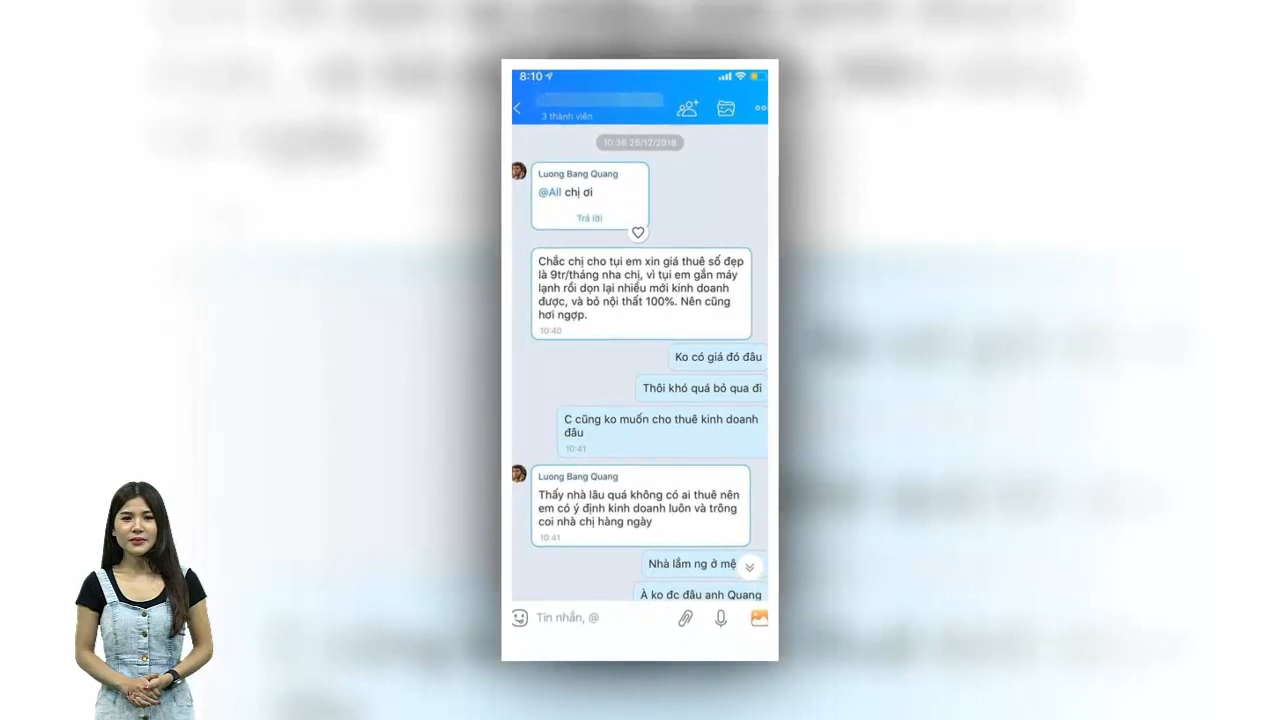 8:10
3 thành viên
10:38 25/12/2018
Luong Bang Quang
@All chị ơi
Trả lời
Chắc chị cho tụi em xin giá thuê số đẹp
là 9tr/tháng nha chị, vì tụi em gắn máy
lạnh rồi dọn lại nhiều mới kinh doanh
được, và bỏ nội thất 100%. Nên cũng
hơi ngợp.
10:40
Ko có giá đó đâu
Thôi khó quá bỏ qua đi
C cũng ko muốn cho thuê kinh doanh
đâu
10:41
Luong Bang Quang
Thấy nhà lâu quá không có ai thuê nên
em có ý định kinh doanh luôn và trông
coi nhà chị hàng ngày
10:41
Nhà lắm ng ở mệ
À ko đc đâu anh Quang
Tin nhắn, @